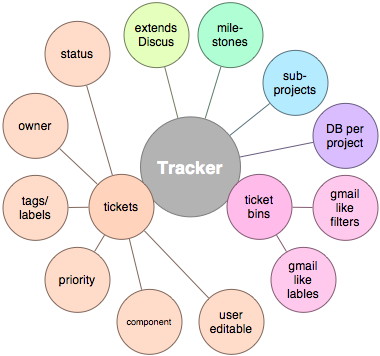 extends
Discus
mile-
stones
status
sub-
projects
owner
DB per
project
Tracker
tags/
labels
tickets
ticket
bins
gmail
like
filters
priority
gmail
like
lables
component
user
editable